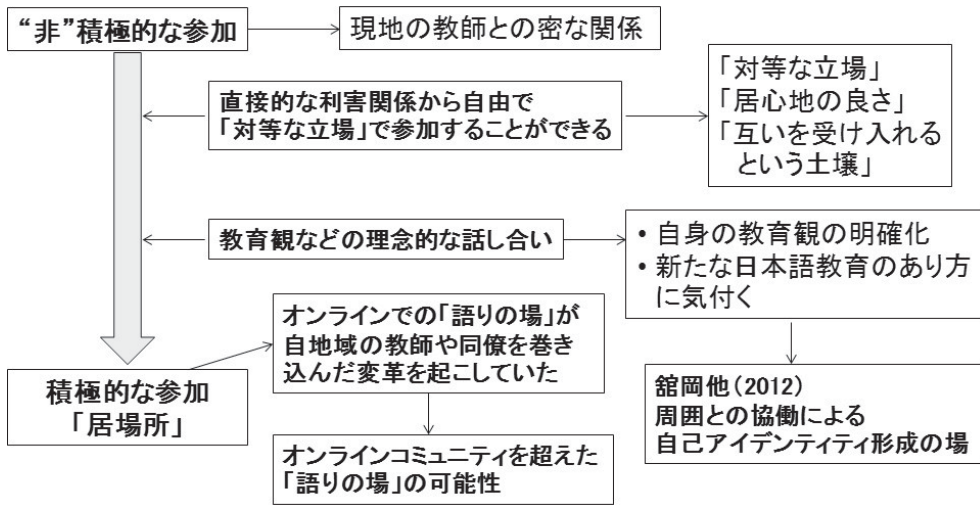 “非”積極的な参加
現地の教師との密な関係
直接的な利害関係から自由で
「対等な立場」で参加することができる
「対等な立場」
「居心地の良さ」
「互いを受け入れる
という土壌」
教育観などの理念的な話し合い
• 自身の教育観の明確化
• 新たな日本語教育のあり方
に気付く
オンラインでの「語りの場」が
自地域の教師や同僚を巻き
込んだ変革を起こしていた
積極的な参加
「居場所」
舘岡他(2012)
周囲との協働による
自己アイデンティティ形成の場
オンラインコミュニティを超えた
「語りの場」の可能性